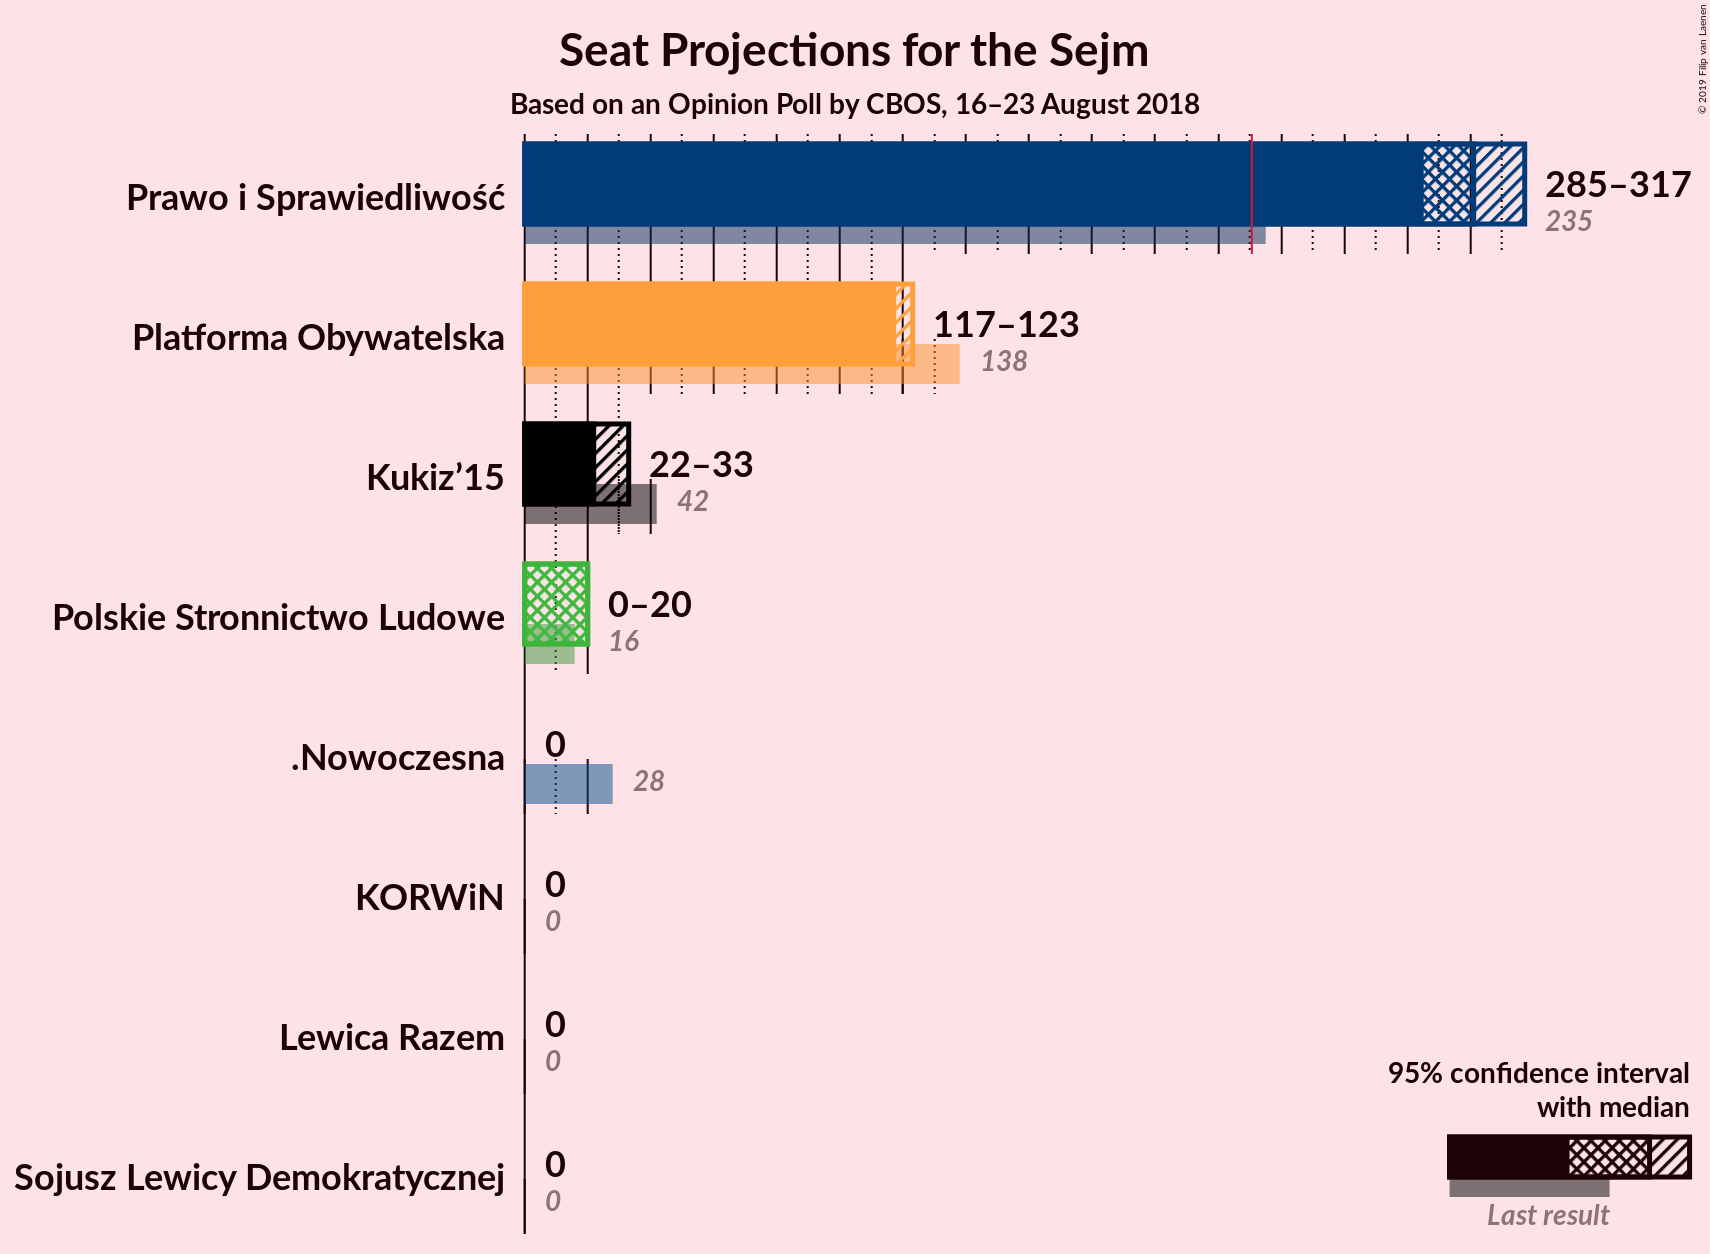 Seat Projections for the Sejm
Based on an Opinion Poll by CBOS, 16–23 August 2018
© 2019 Filip van Laenen
Prawo i Sprawiedliwość
285–317
235
Platforma Obywatelska
117–123
138
Kukiz’15
22–33
42
Polskie Stronnictwo Ludowe
0–20
16
.Nowoczesna
0
28
KORWiN
0
0
Lewica Razem
0
0
Sojusz Lewicy Demokratycznej
0
0
95% confidence interval
with median
Last result